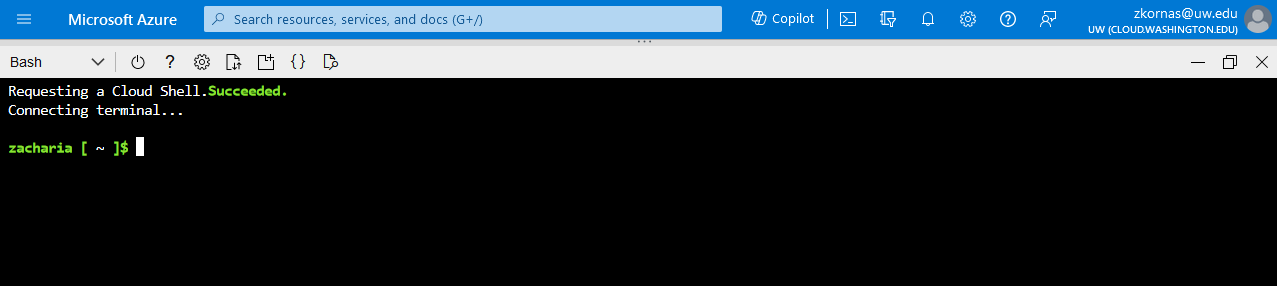 Microsoft Azure
Search resources, services, and docs (G+/)
Copilot
zkornas@uw.edu
UW (CLOUD.WASHINGTON.EDU)
Bash
Requesting a Cloud Shell.Succeeded.
Connecting terminal...
zacharia [ ~ ]$